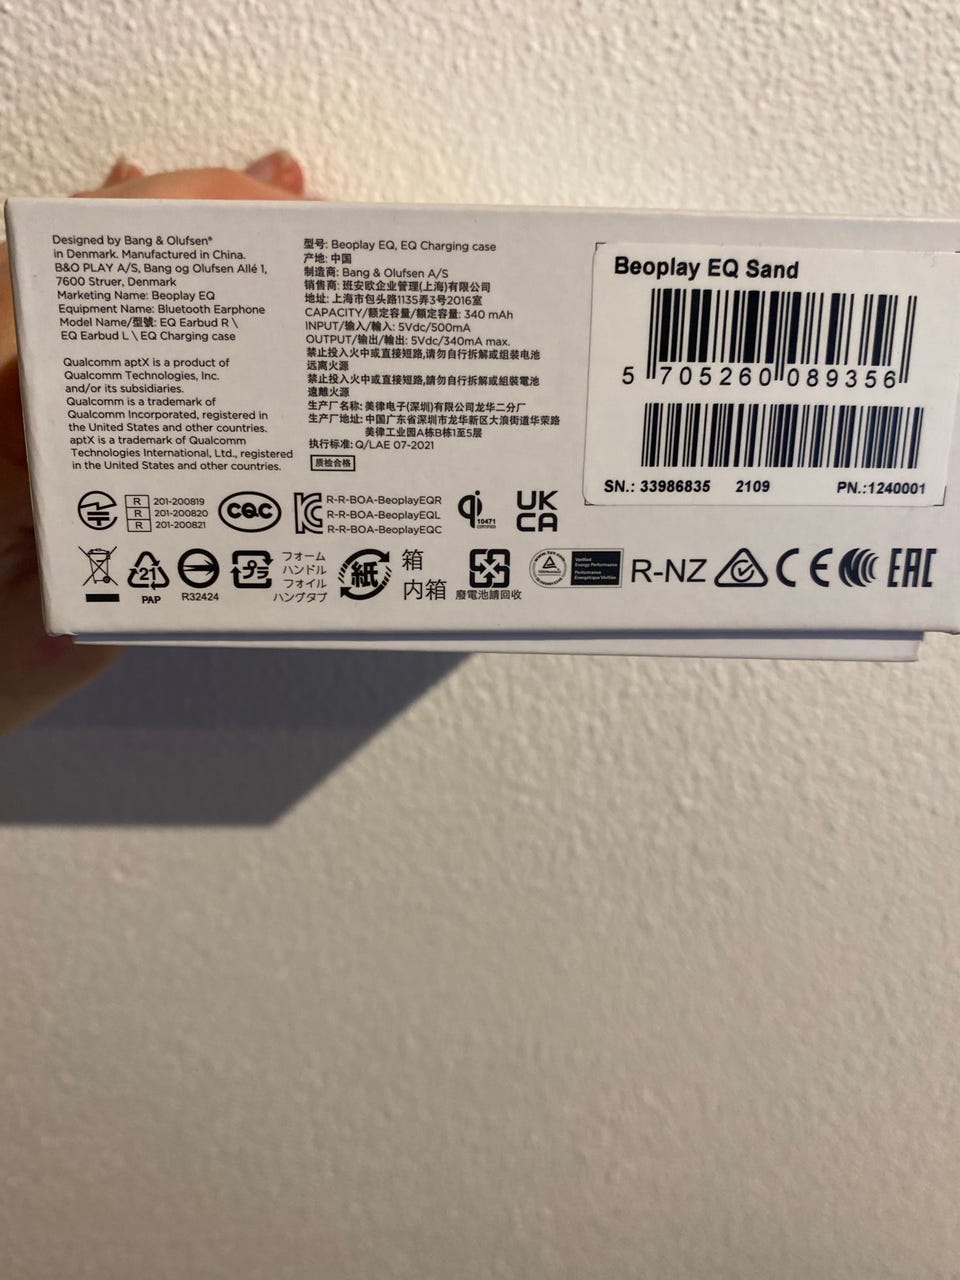 Designed by Bang & Olufsen®
in Denmark. Manufactured in China.
B&O PLAY A/S, Bang og Olufsen Allé 1,
7600 Struer, Denmark
Marketing Name: Beoplay EQ
Equipment Name: Bluetooth Earphone
Model Name/型號: EQ Earbud R \
EQ Earbud L \ EQ Charging case
Qualcomm aptX is a product of
Qualcomm Technologies, Inc.
and/or its subsidiaries.
Qualcomm is a trademark of
Qualcomm Incorporated, registered in
the United States and other countries.
aptX is a trademark of Qualcomm
Technologies International, Ltd., registered
in the United States and other countries.
型号: Beoplay EQ, EQ Charging case
产地: 中国
制造商: Bang & Olufsen A/S
销售商: 班安欧企业管理(上海)有限公司
地址: 上海市包头路1135弄3号2016室
CAPACITY/额定容量/額定容量: 340 mAh
INPUT/输入/輸入: 5Vdc/500mA
OUTPUT/输出/輸出: 5Vdc/340mA max.
禁止投入火中或直接短路,请勿自行拆解或组装电池
远离火源
禁止投入火中或直接短路,請勿自行拆解或組裝電池
遠離火源
生产厂名称: 美律电子(深圳)有限公司龙华二分厂
生产厂地址: 中国广东省深圳市龙华新区大浪街道华荣路
美律工业园A栋B栋1至5层
执行标准: Q/LAE 07-2021
质检合格
Beoplay EQ Sand
5 705260 089356
SN.: 33986835 2109 PN.:1240001
R 201-200819
R 201-200820
R 201-200821
CQC
R-R-BOA-BeoplayEQR
R-R-BOA-BeoplayEQL
R-R-BOA-BeoplayEQC
qi
10471
CERTIFIED
UK
CA
21
PAP
R32424
プラ
フォーム
ハンドル
フォイル
ハングタブ
紙
箱
内箱
廢電池請回收
Verified
Energy Performance
Performance
Énergétique Vérifiée
R-NZ
CE
EAC